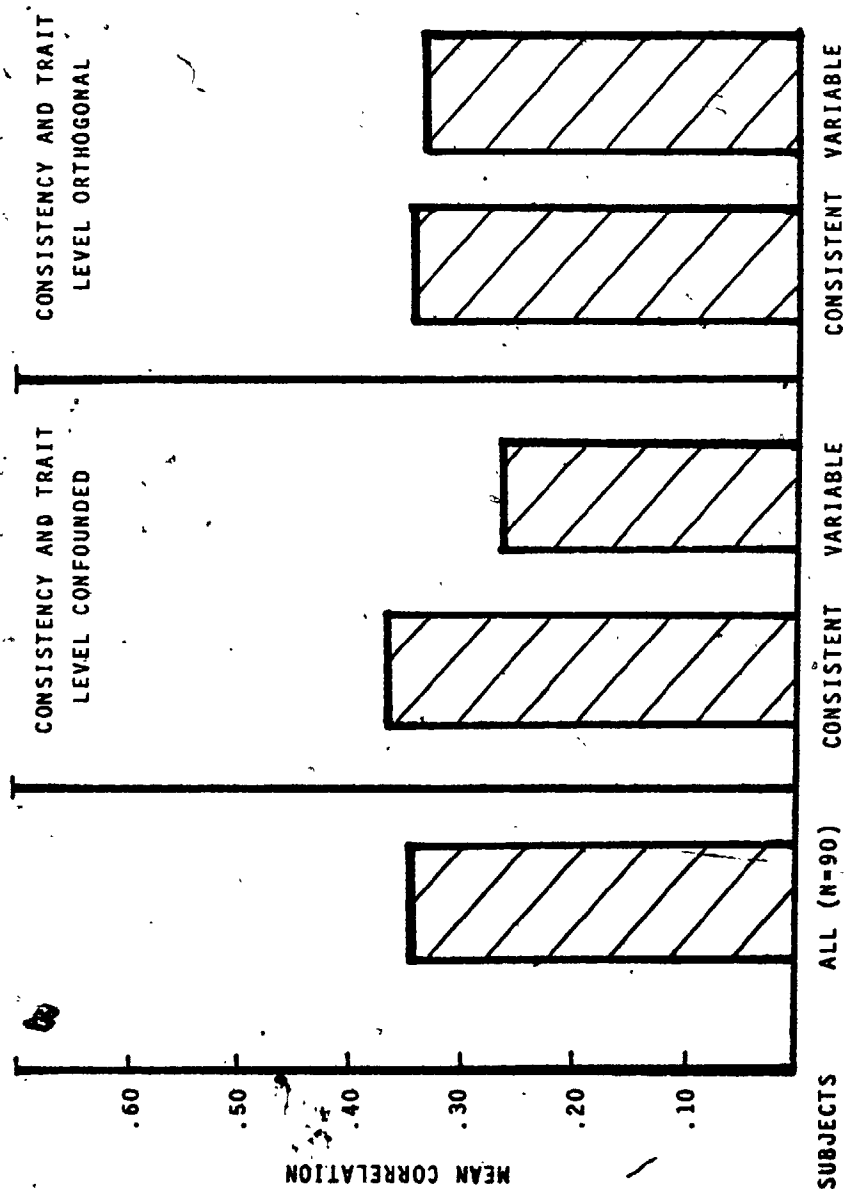 CONSISTENCY AND TRAIT
LEVEL CONFOUNDED
CONSISTENCY AND TRAIT
LEVEL ORTHOGONAL
MEAN CORRELATION
.60
.50
.40
.30
.20
.10
SUBJECTS
ALL (N=90)
CONSISTENT
VARIABLE
CONSISTENT
VARIABLE